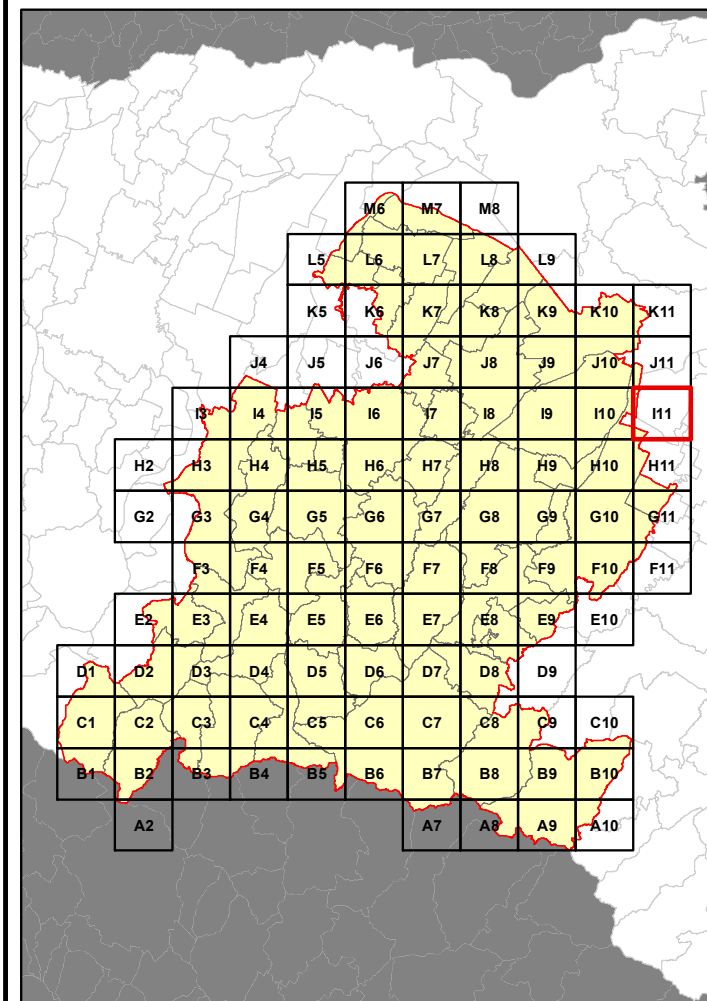 M6 M7 M8
L5 L6 L7 L8 L9
K5 K6 K7 K8 K9 K10 K11
J4 J5 J6 J7 J8 J9 J10 J11
I3 I4 I5 I6 I7 I8 I9 I10 I11
H2 H3 H4 H5 H6 H7 H8 H9 H10 H11
G2 G3 G4 G5 G6 G7 G8 G9 G10 G11
F3 F4 F5 F6 F7 F8 F9 F10 F11
E2 E3 E4 E5 E6 E7 E8 E9 E10
D1 D2 D3 D4 D5 D6 D7 D8 D9
C1 C2 C3 C4 C5 C6 C7 C8 C9 C10
B1 B2 B3 B4 B5 B6 B7 B8 B9 B10
A2 A7 A8 A9 A10